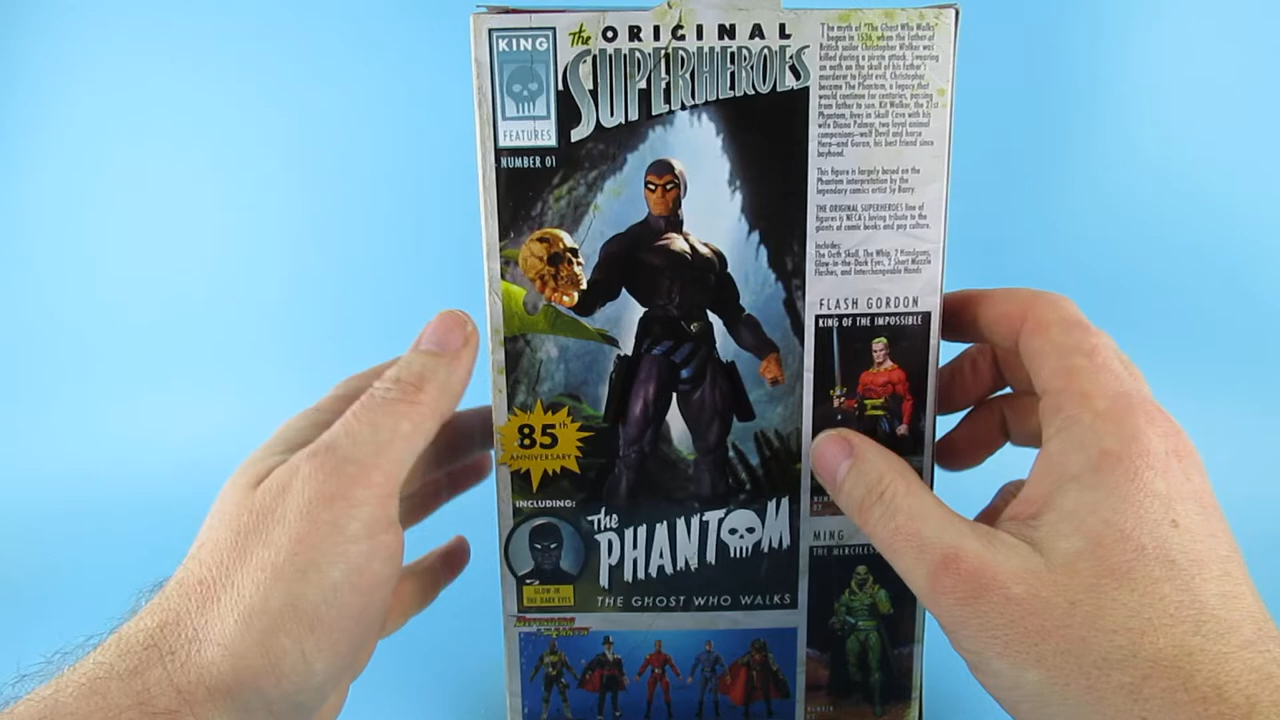 KING
FEATURES
NUMBER 01
The ORIGINAL
SUPERHEROES
85th
ANNIVERSARY
INCLUDING:
GLOW-IN
THE-DARK EYES
The
PHANTOM
THE GHOST WHO WALKS
DEFENDERS
OF THE EARTH
The myth of "The Ghost Who Walks"
began in 1536, when the father of
British sailor Christopher Walker was
killed during a pirate attack. Swearing
an oath on the skull of his father's
murderer to fight evil, Christopher
became The Phantom, a legacy that
would continue for centuries, passing
from father to son. Kit Walker, the 21st
Phantom, lives in Skull Cave with his
wife Diana Palmer, two loyal animal
companions—wolf Devil and horse
Hero—and Guran, his best friend since
boyhood.
This figure is largely based on the
Phantom interpretation by the
legendary comics artist Sy Barry.
THE ORIGINAL SUPERHEROES line of
figures is NECA's loving tribute to the
giants of comic books and pop culture.
Includes:
The Oath Skull, The Whip, 2 Handguns,
Glow-in-the-Dark Eyes, 2 Short Muzzle
Flashes, and Interchangeable Hands
FLASH GORDON
KING OF THE IMPOSSIBLE
MING
THE MERCILESS